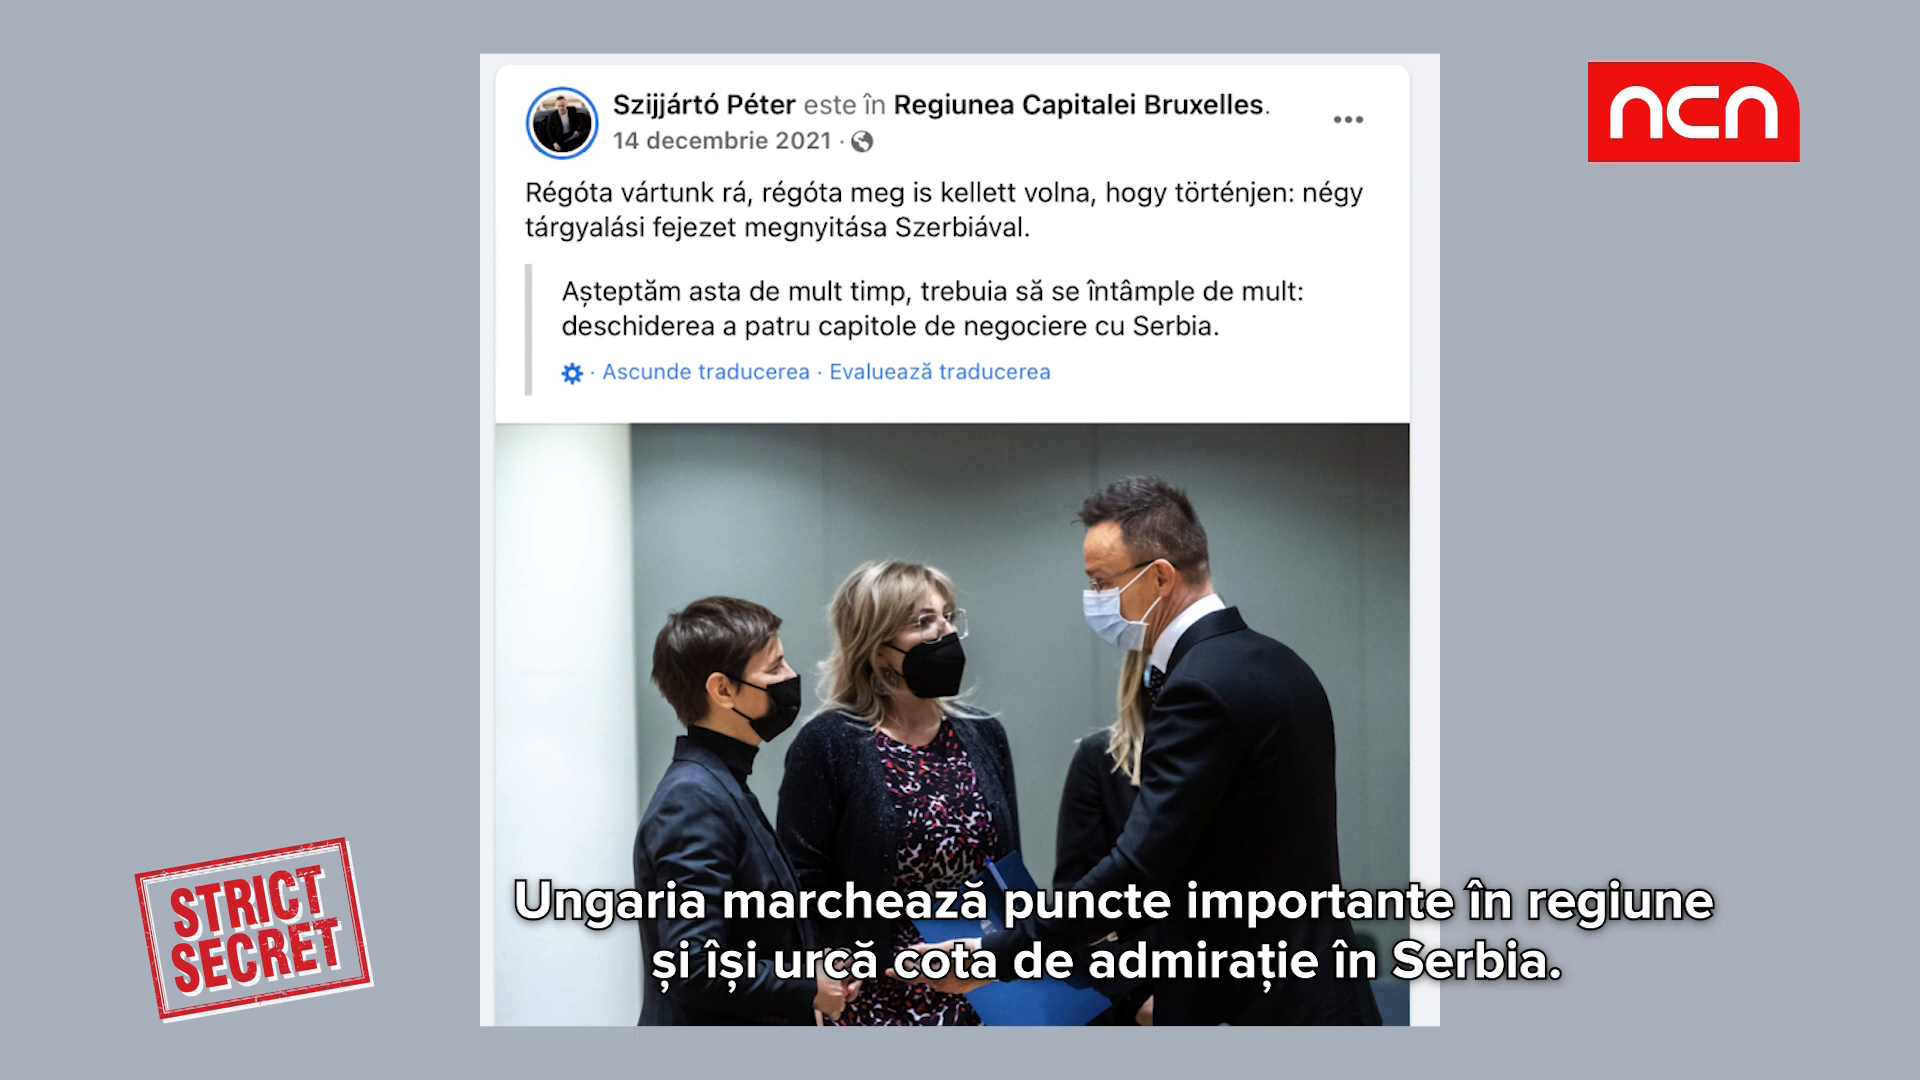 ncn
Szijjártó Péter este în Regiunea Capitalei Bruxelles.
14 decembrie 2021 ·
Régóta vártunk rá, régóta meg is kellett volna, hogy történjen: négy
tárgyalási fejezet megnyitása Szerbiával.
Așteptăm asta de mult timp, trebuia să se întâmple de mult:
deschiderea a patru capitole de negociere cu Serbia.
· Ascunde traducerea · Evaluează traducerea
STRICT
SECRET
Ungaria marchează puncte importante în regiune
și își urcă cota de admirație în Serbia.